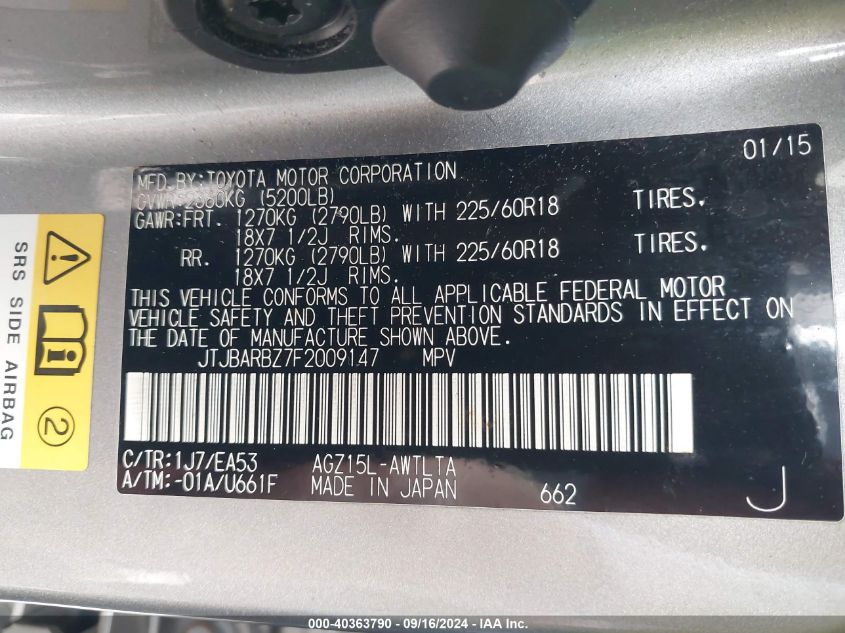 MFD. BY: TOYOTA MOTOR CORPORATION 01/15
GVWR 2360KG (5200LB)
GAWR:FRT. 1270KG (2790LB) WITH 225/60R18 TIRES.
18X7 1/2J RIMS.
RR. 1270KG (2790LB) WITH 225/60R18 TIRES.
18X7 1/2J RIMS.
THIS VEHICLE CONFORMS TO ALL APPLICABLE FEDERAL MOTOR
VEHICLE SAFETY AND THEFT PREVENTION STANDARDS IN EFFECT ON
THE DATE OF MANUFACTURE SHOWN ABOVE.
JTJBARBZ7F2009147 MPV
C/TR:1J7/EA53 AGZ15L-AWTLTA
A/TM:-01A/U661F MADE IN JAPAN 662 J
SRS SIDE AIRBAG
2
000-40363790 - 09/16/2024 - IAA Inc.